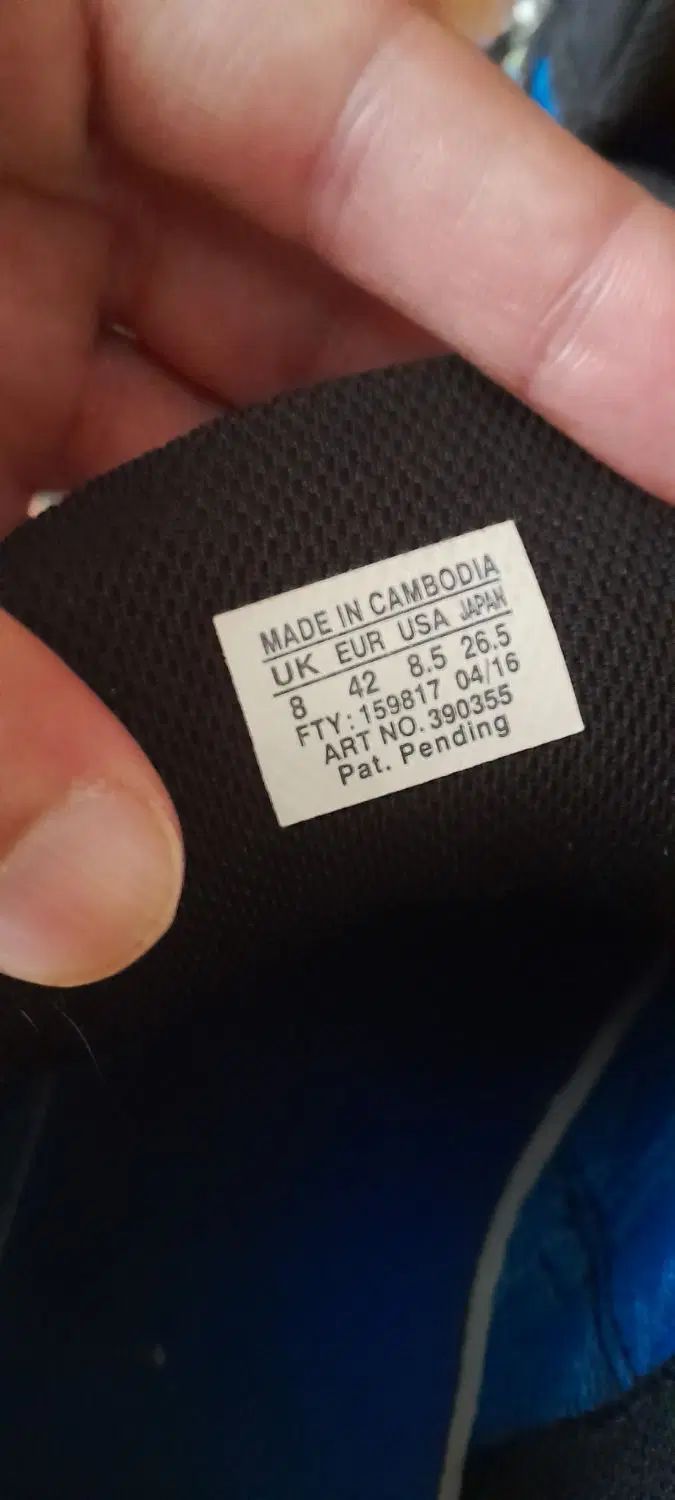 MADE IN CAMBODIA
UK EUR USA JAPAN
8 42 8.5 26.5
FTY: 159817 04/16
ART NO. 390355
Pat. Pending